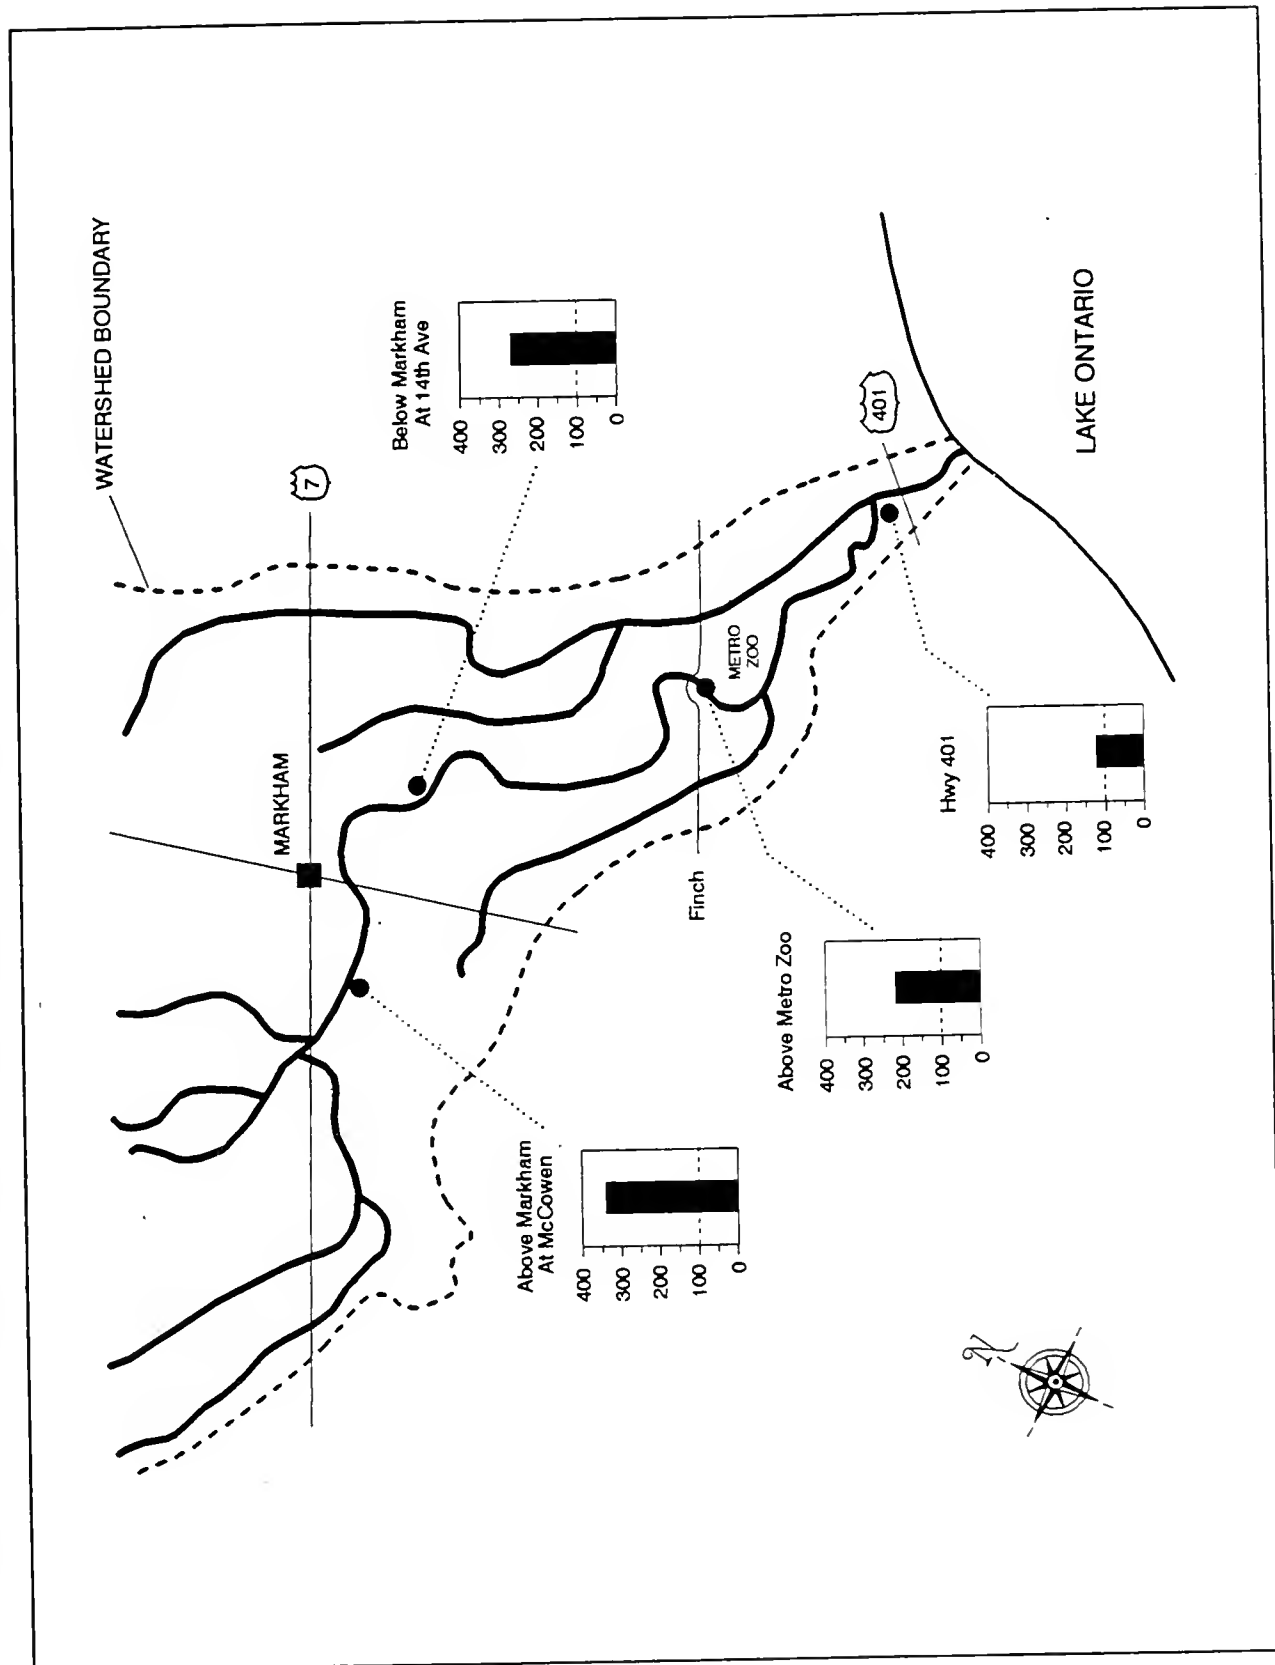 WATERSHED BOUNDARY
7
MARKHAM
Below Markham
At 14th Ave
400
300
200
100
0
Above Markham
At McCowen
400
300
200
100
0
Finch
METRO
ZOO
401
Above Metro Zoo
400
300
200
100
0
Hwy 401
400
300
200
100
0
LAKE ONTARIO
N